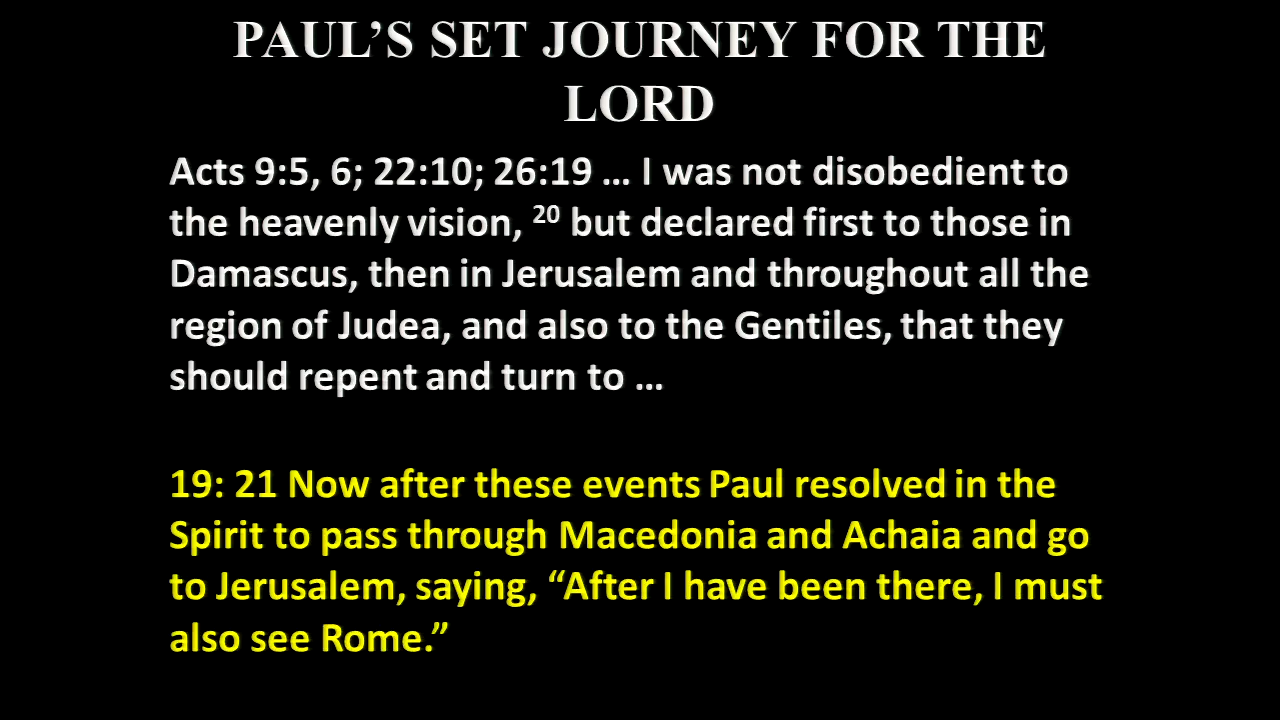 PAUL’S SET JOURNEY FOR THE
LORD
Acts 9:5, 6; 22:10; 26:19 … I was not disobedient to
the heavenly vision, 20 but declared first to those in
Damascus, then in Jerusalem and throughout all the
region of Judea, and also to the Gentiles, that they
should repent and turn to …
19: 21 Now after these events Paul resolved in the
Spirit to pass through Macedonia and Achaia and go
to Jerusalem, saying, “After I have been there, I must
also see Rome.”